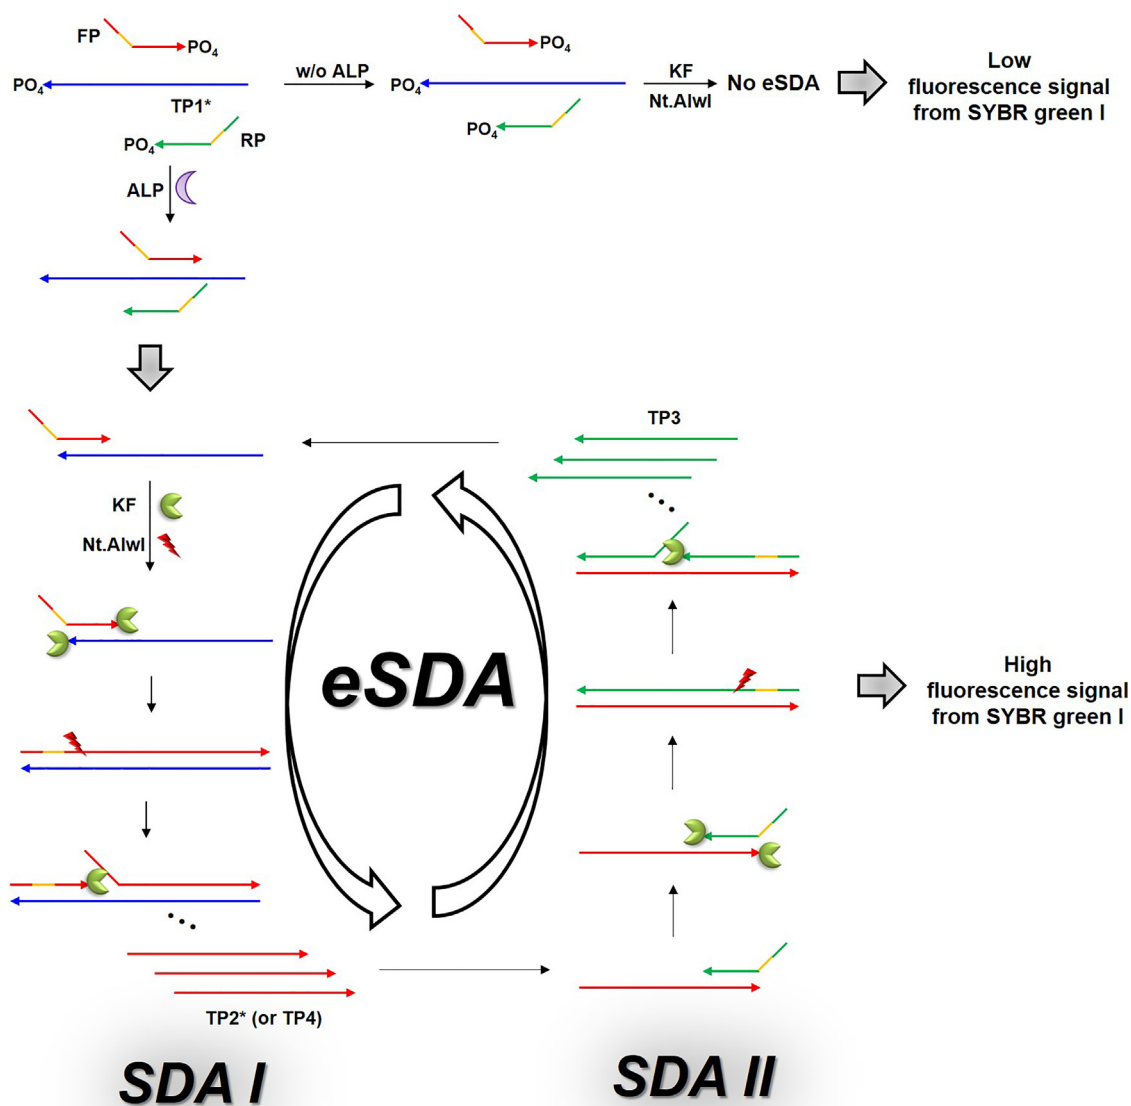 FP
PO4
PO4
TP1*
PO4
RP
w/o ALP
PO4
PO4
PO4
KF
Nt.AlwI
No eSDA
Low
fluorescence signal
from SYBR green I
ALP
KF
Nt.AlwI
TP3
eSDA
High
fluorescence signal
from SYBR green I
TP2* (or TP4)
SDA I
SDA II